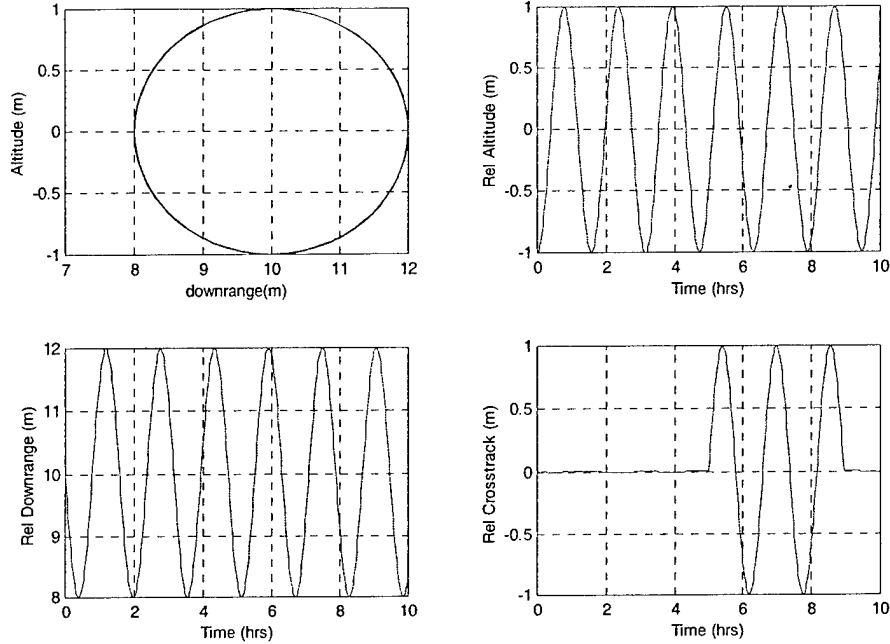 1
0.5
0
-0.5
-1
Altitude (m)
7 8 9 10 11 12
downrange(m)
1
0.5
0
-0.5
-1
Rel Altitude (m)
0 2 4 6 8 10
Time (hrs)
12
11
10
9
8
Rel Downrange (m)
0 2 4 6 8 10
Time (hrs)
1
0.5
0
-0.5
-1
Rel Crosstrack (m)
0 2 4 6 8 10
Time (hrs)